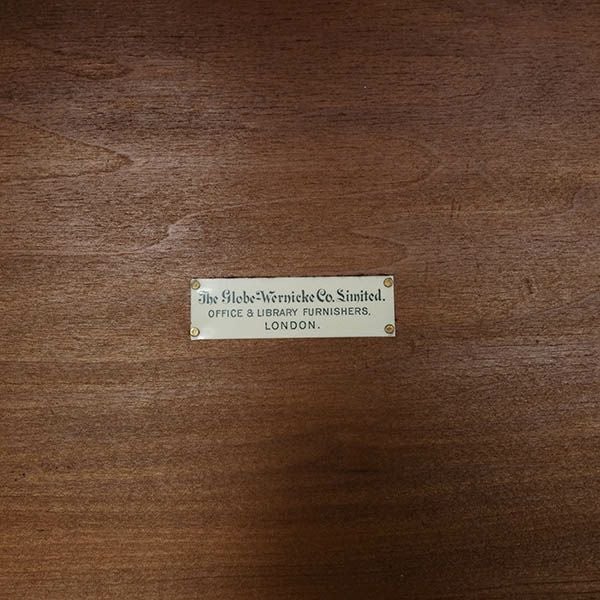 The Globe-Wernicke Co. Limited.
OFFICE & LIBRARY FURNISHERS,
LONDON.